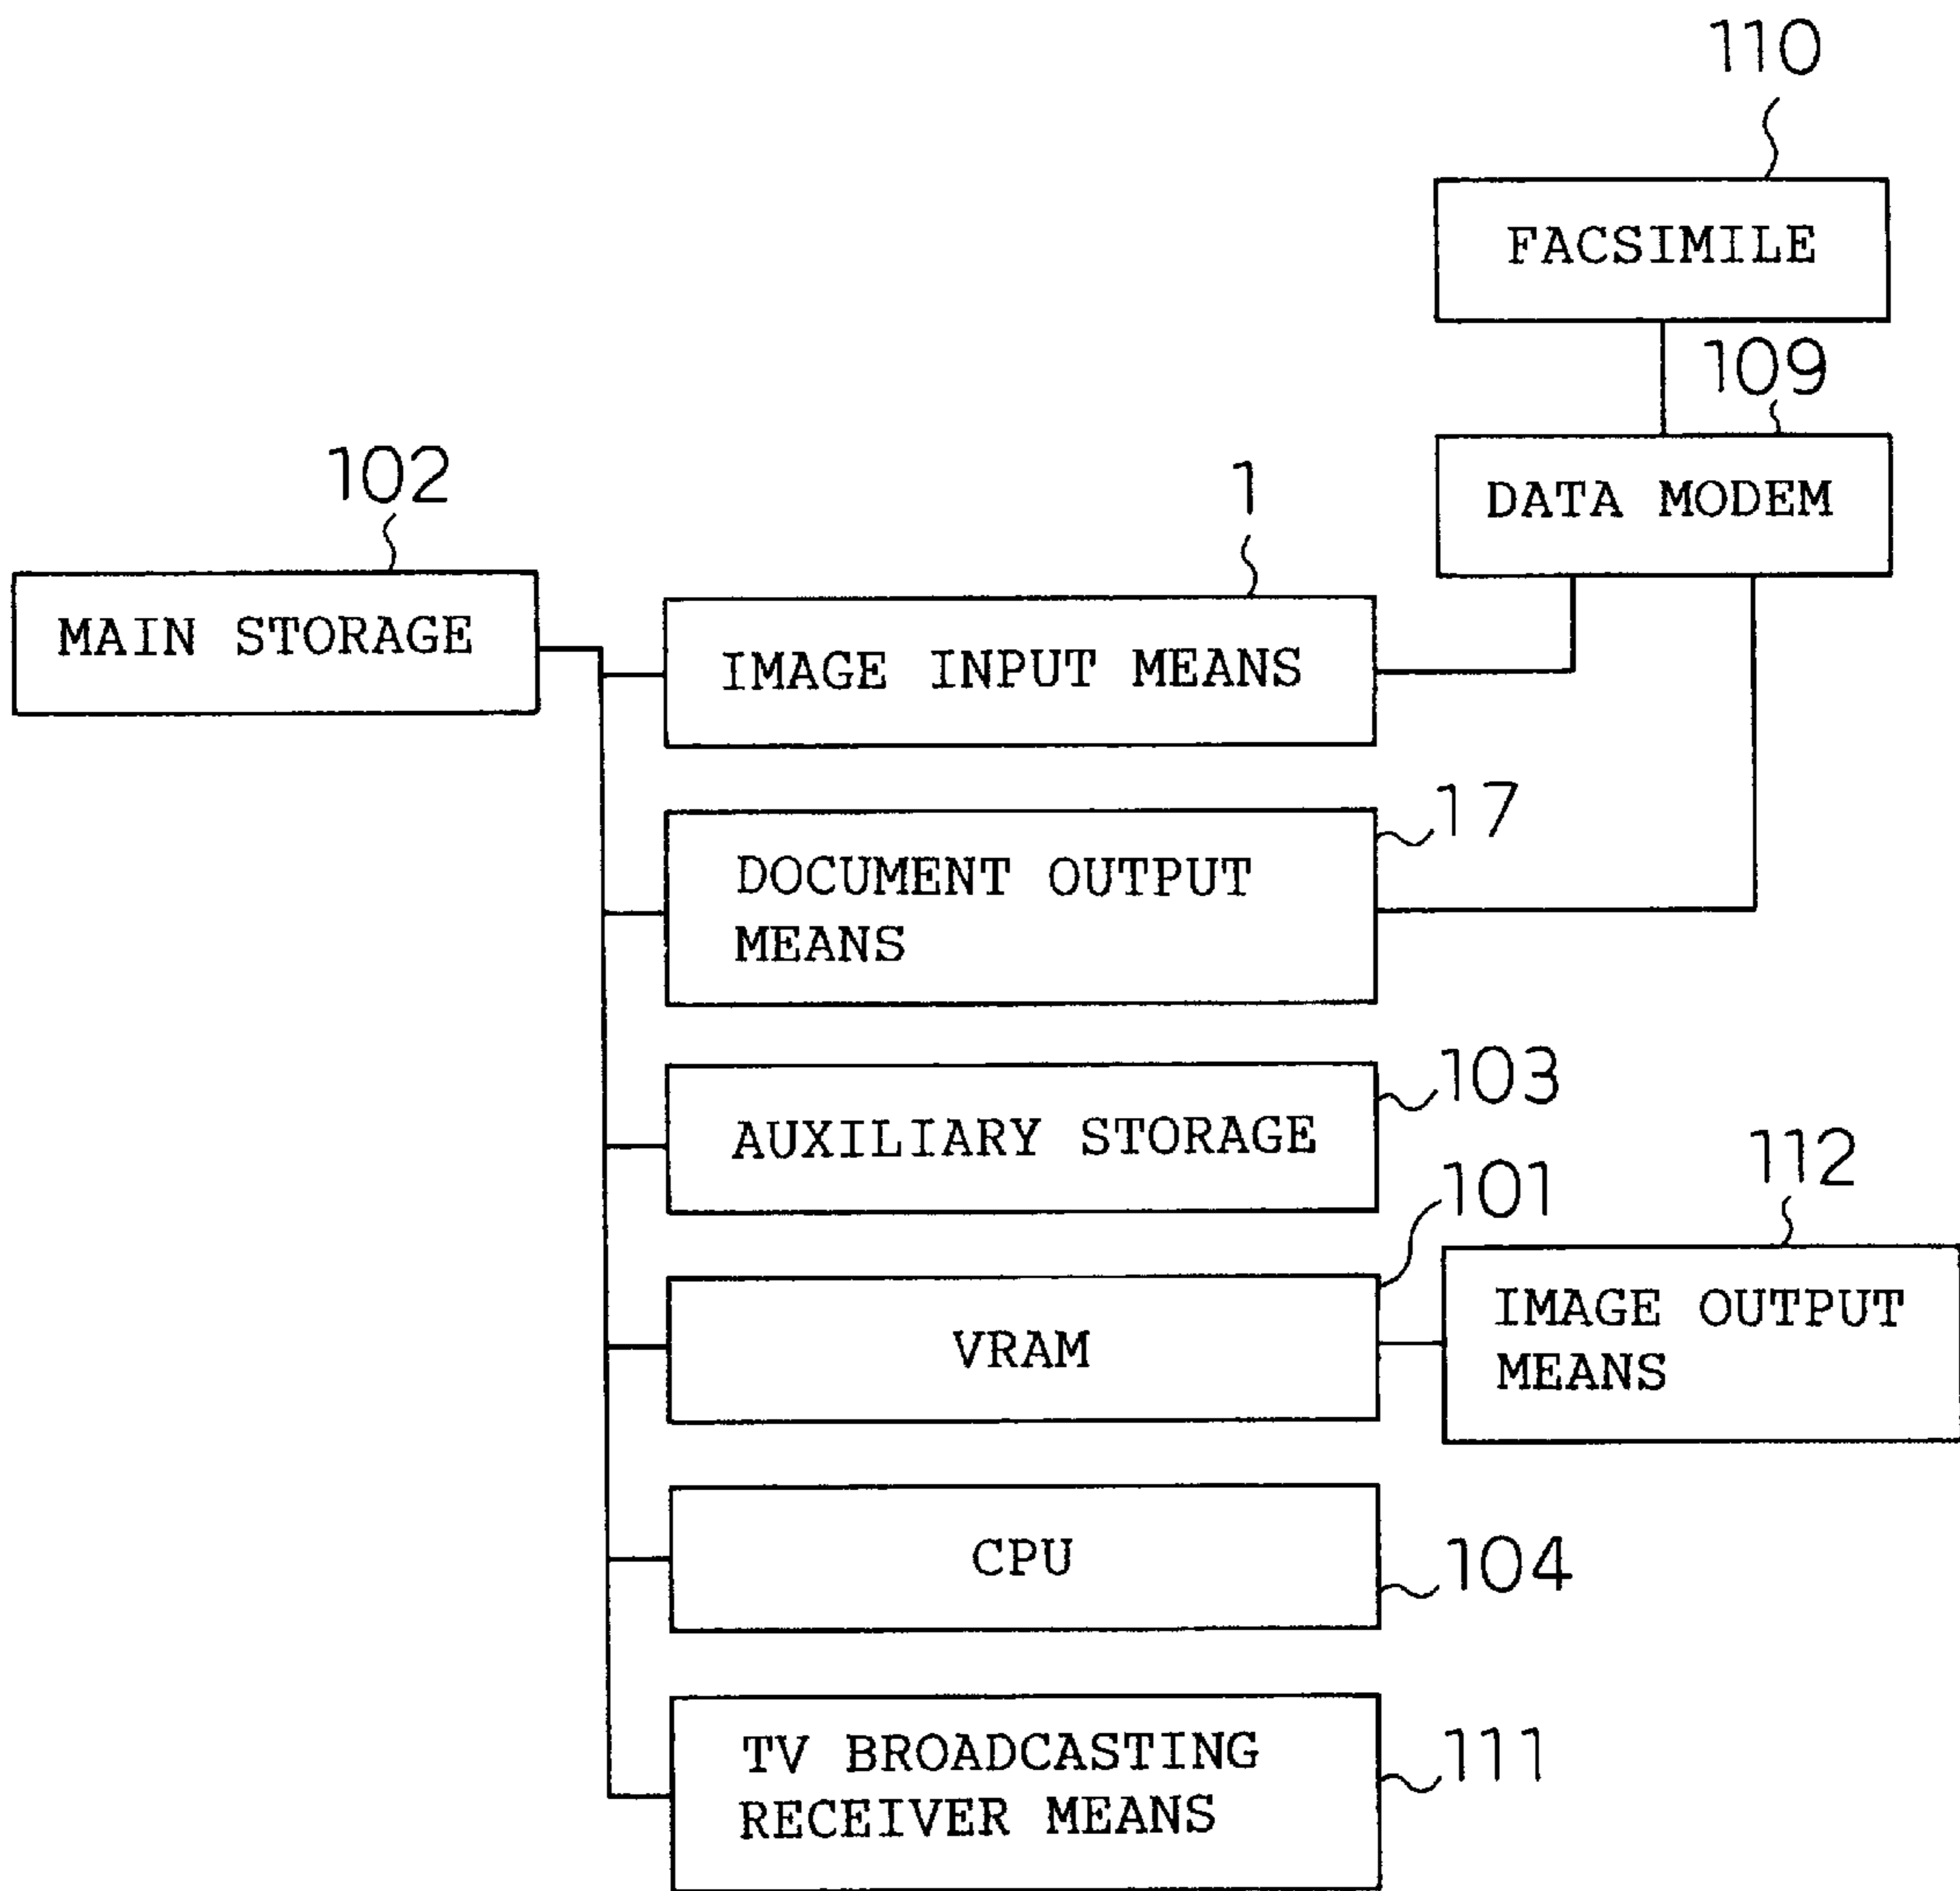 110
FACSIMILE
109
DATA MODEM
102
MAIN STORAGE
1
IMAGE INPUT MEANS
17
DOCUMENT OUTPUT
MEANS
103
AUXILIARY STORAGE
101
VRAM
112
IMAGE OUTPUT
MEANS
CPU
104
TV BROADCASTING
RECEIVER MEANS
111